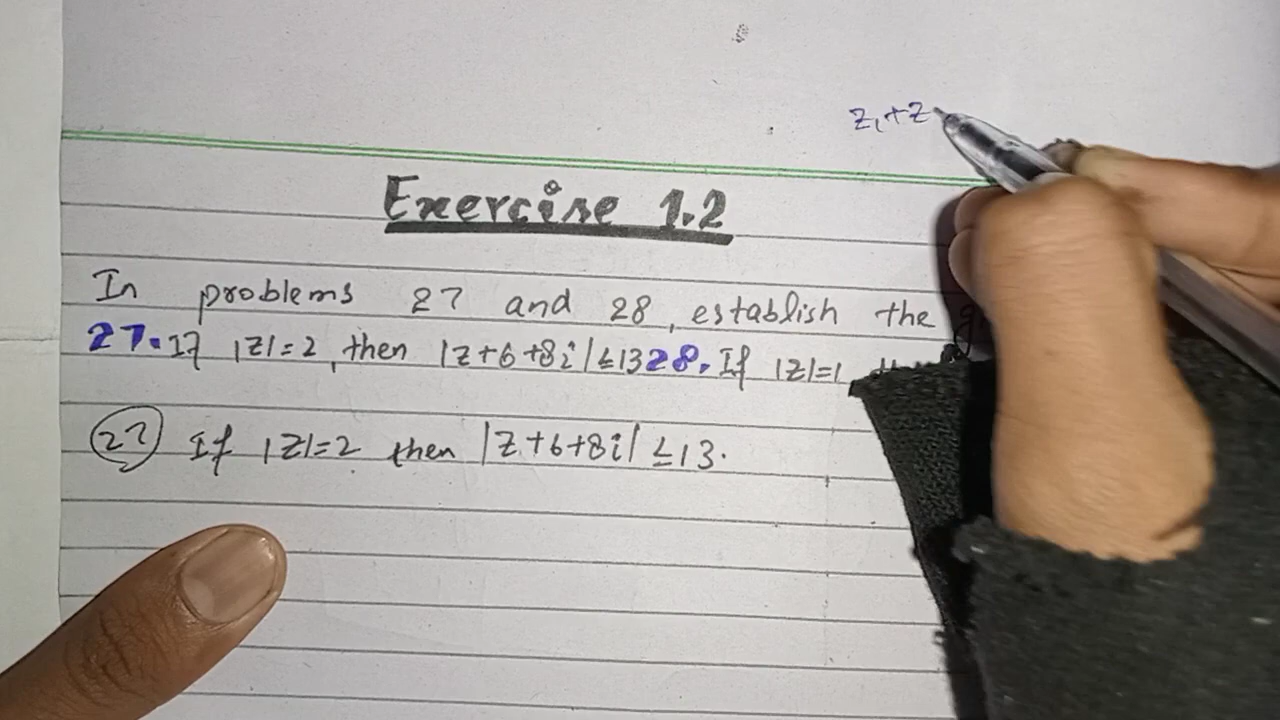 z₁+z
Exercise 1.2
In problems 27 and 28, establish the
27. If |z|=2, then |z+6+8i|≤13 28. If |z|=1,
27 If |z|=2 then |z+6+8i| ≤13.